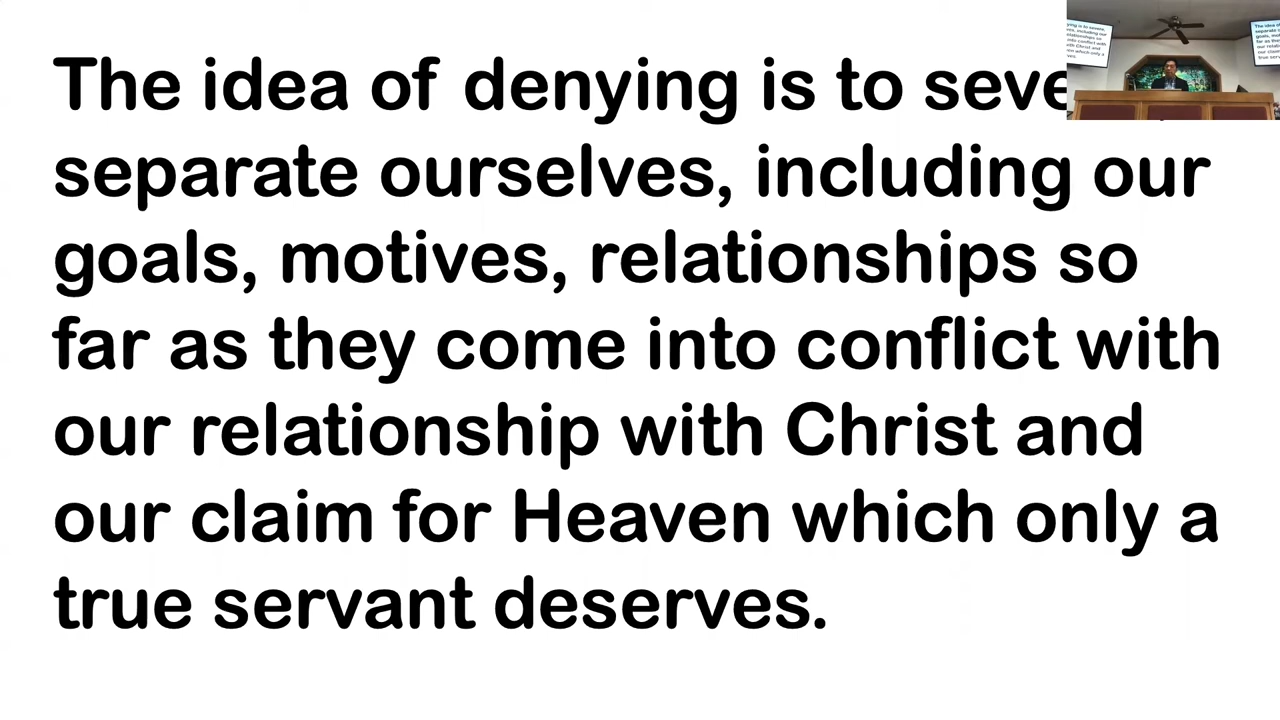 The idea of denying is to seve
separate ourselves, including our
goals, motives, relationships so
far as they come into conflict with
our relationship with Christ and
our claim for Heaven which only a
true servant deserves.